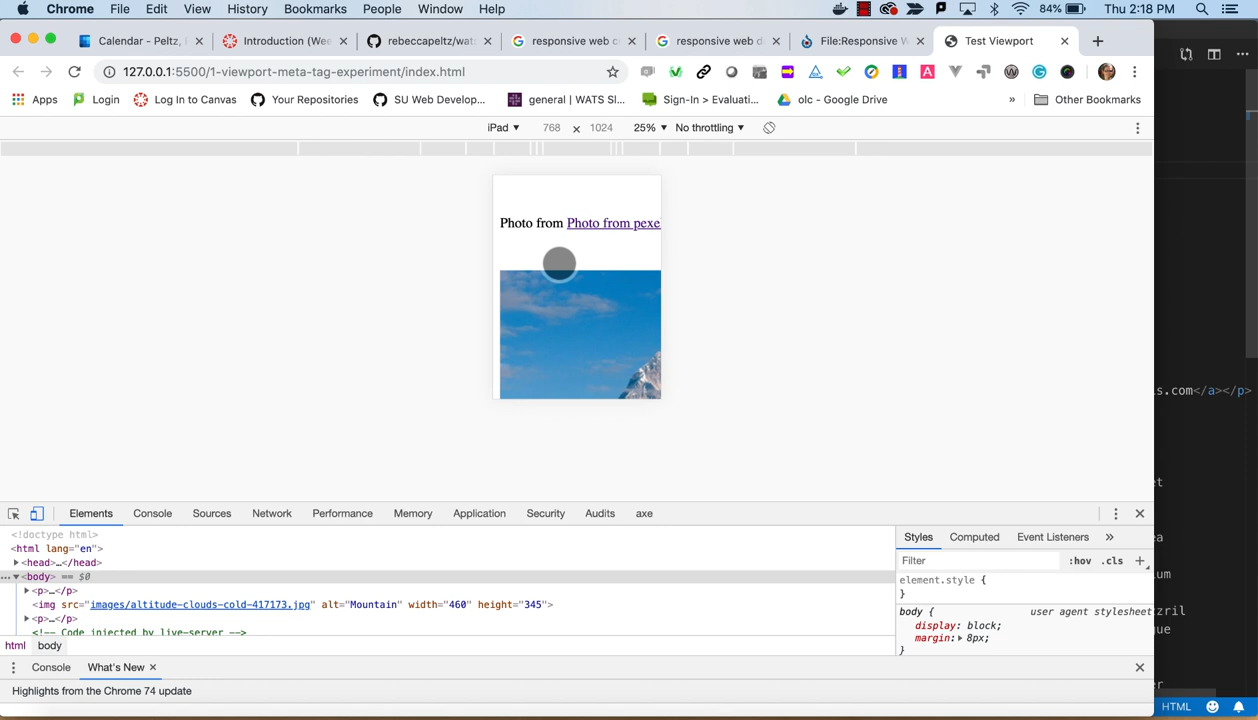 Chrome File Edit View History Bookmarks People Window Help 84% Thu 2:18 PM
Calendar - Peltz, Introduction (Wee rebeccapeltz/wat responsive web c responsive web d File:Responsive W Test Viewport
127.0.0.1:5500/1-viewport-meta-tag-experiment/index.html
Apps Login Log In to Canvas Your Repositories SU Web Develop... general | WATS Sl... Sign-In > Evaluati... olc - Google Drive » Other Bookmarks
iPad 768 × 1024 25% No throttling
Photo from Photo from pexe
s.com</a></p>
et
ea
ium
zril
gue
er
Elements Console Sources Network Performance Memory Application Security Audits axe
<!doctype html>
<html lang="en">
<head>…</head>
<body> == $0
<p>…</p>
<img src="images/altitude-clouds-cold-417173.jpg" alt="Mountain" width="460" height="345">
<p>…</p>
<!-- Code injected by live-server -->
html body
Styles Computed Event Listeners »
Filter :hov .cls +
element.style {
}
body { user agent stylesheet
display: block;
margin: 8px;
}
Console What's New
Highlights from the Chrome 74 update
HTML